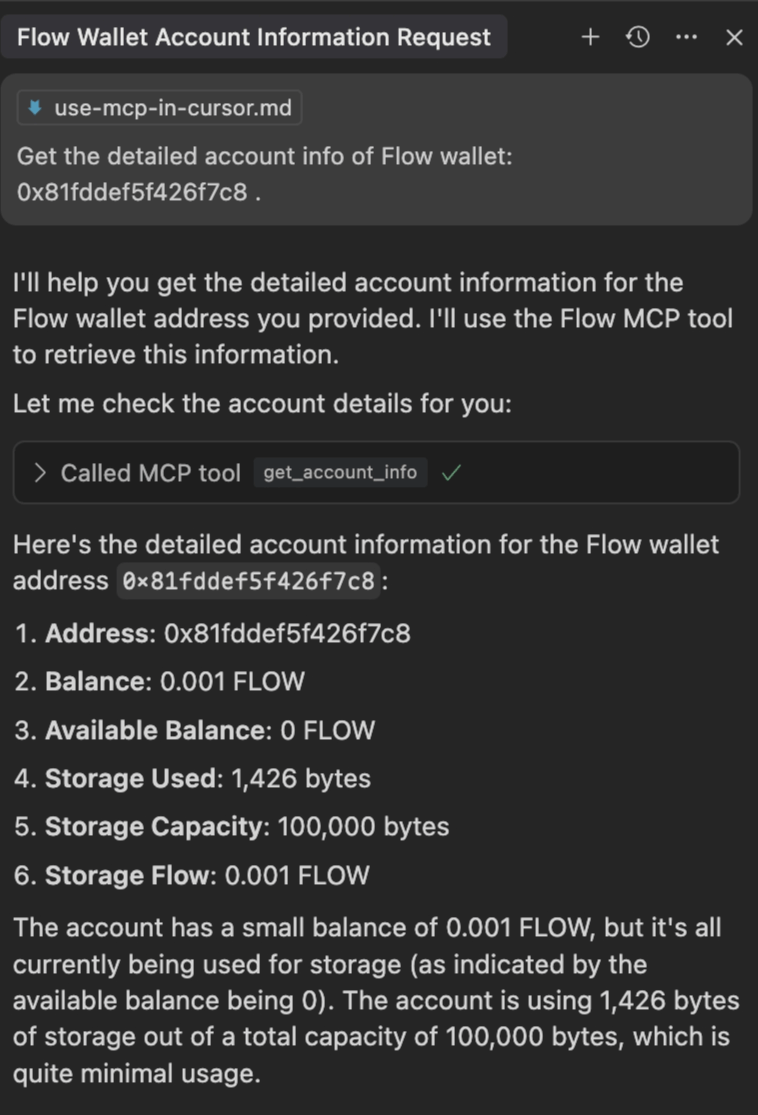 Flow Wallet Account Information Request
use-mcp-in-cursor.md
Get the detailed account info of Flow wallet:
0x81fddef5f426f7c8 .
I'll help you get the detailed account information for the
Flow wallet address you provided. I'll use the Flow MCP tool
to retrieve this information.
Let me check the account details for you:
Called MCP tool get_account_info
Here's the detailed account information for the Flow wallet
address 0x81fddef5f426f7c8:
1. Address: 0x81fddef5f426f7c8
2. Balance: 0.001 FLOW
3. Available Balance: 0 FLOW
4. Storage Used: 1,426 bytes
5. Storage Capacity: 100,000 bytes
6. Storage Flow: 0.001 FLOW
The account has a small balance of 0.001 FLOW, but it's all
currently being used for storage (as indicated by the
available balance being 0). The account is using 1,426 bytes
of storage out of a total capacity of 100,000 bytes, which is
quite minimal usage.